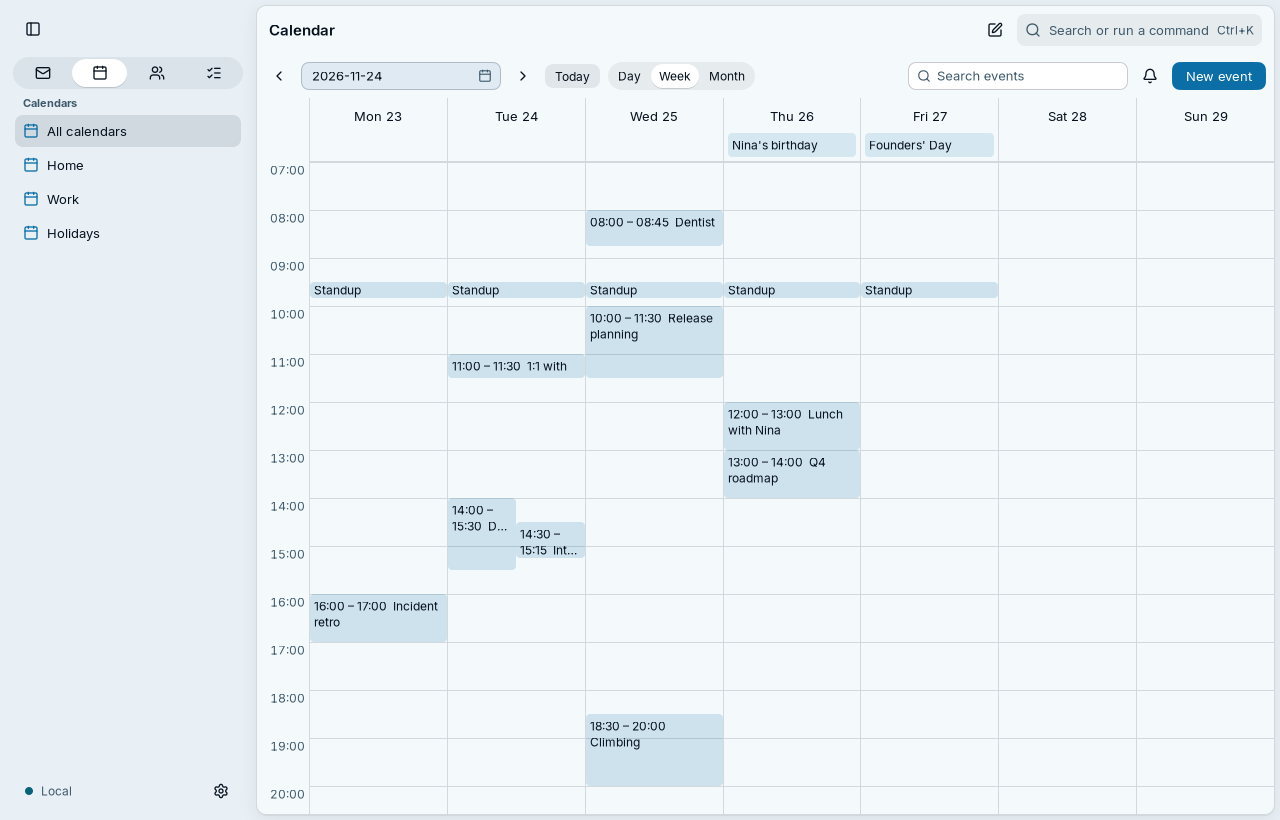 Calendar
Search or run a command Ctrl+K
2026-11-24
Today
Day
Week
Month
Search events
New event
Calendars
All calendars
Home
Work
Holidays
Local
Mon 23
Tue 24
Wed 25
Thu 26
Fri 27
Sat 28
Sun 29
Nina's birthday
Founders' Day
07:00
08:00
08:00 – 08:45 Dentist
09:00
Standup
Standup
Standup
Standup
Standup
10:00
10:00 – 11:30 Release
planning
11:00
11:00 – 11:30 1:1 with
12:00
12:00 – 13:00 Lunch
with Nina
13:00
13:00 – 14:00 Q4
roadmap
14:00
14:00 –
15:30 D...
14:30 –
15:15 Int...
15:00
16:00
16:00 – 17:00 Incident
retro
17:00
18:00
18:30 – 20:00
Climbing
19:00
20:00